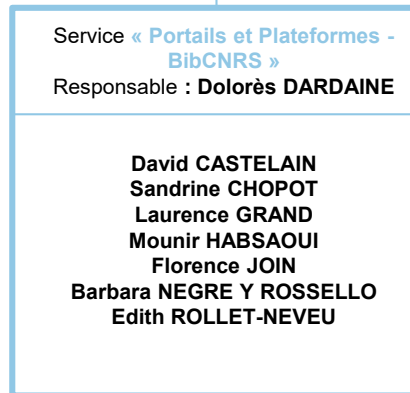 Service « Portails et Plateformes -
BibCNRS »
Responsable : Dolorès DARDAINE
David CASTELAIN
Sandrine CHOPOT
Laurence GRAND
Mounir HABSAOUI
Florence JOIN
Barbara NEGRE Y ROSSELLO
Edith ROLLET-NEVEU